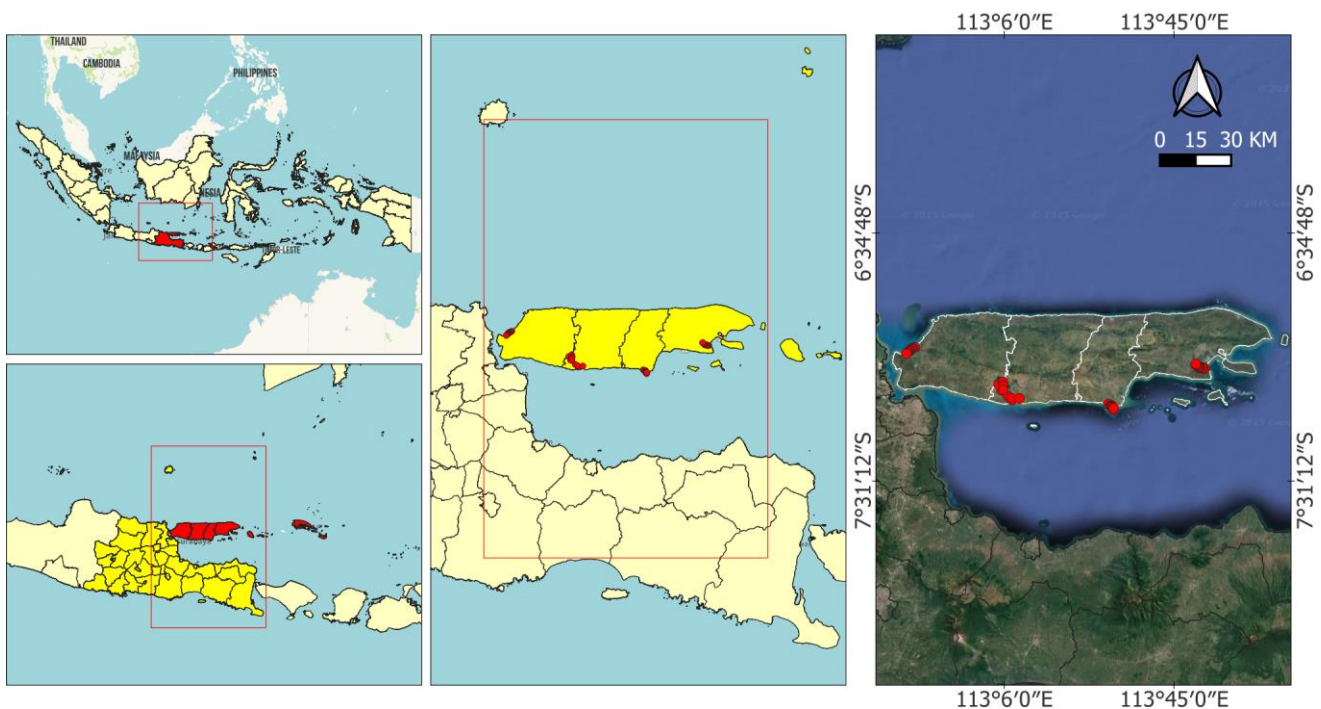 THAILAND
CAMBODIA
PHILIPPINES
MALAYSIA
NESIA
113°6′0″E 113°45′0″E
0 15 30 KM
6°34′48″S
6°34′48″S
7°31′12″S
7°31′12″S
113°6′0″E 113°45′0″E